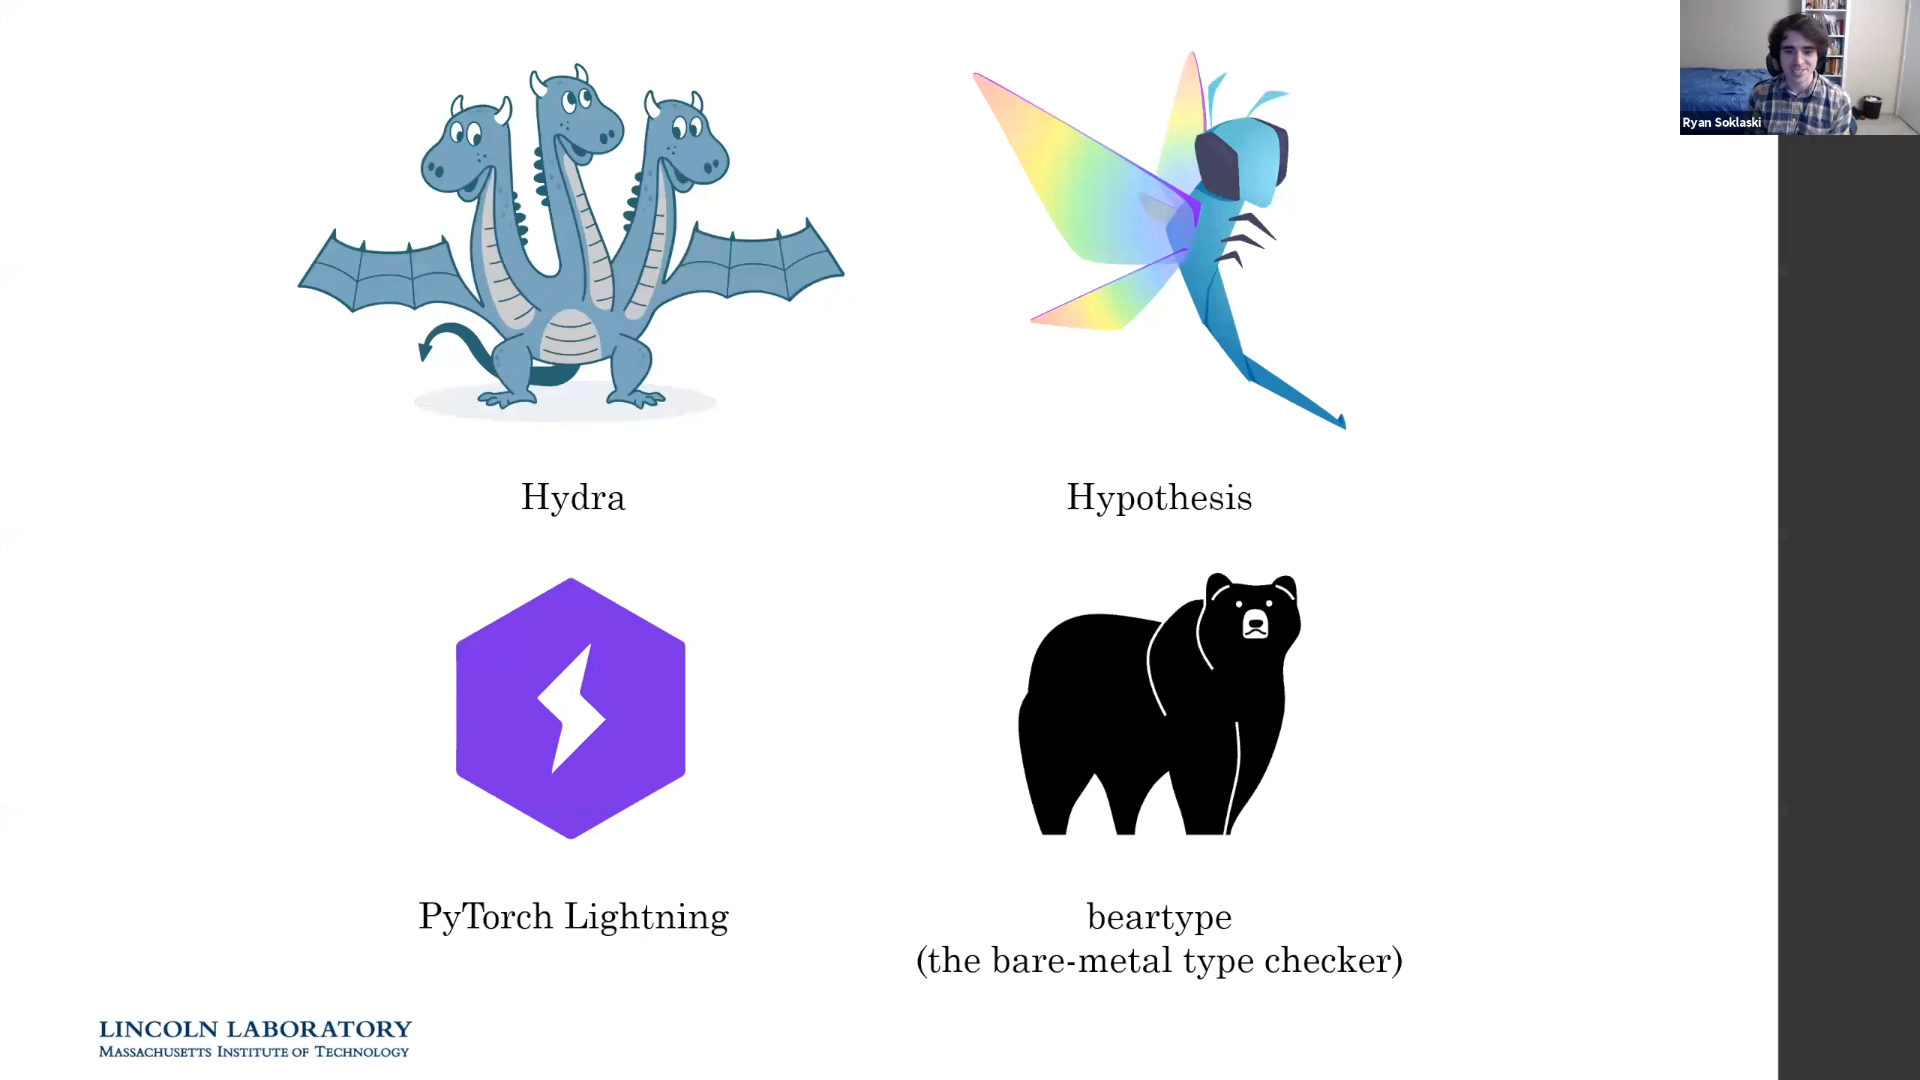 Ryan Soklaski
Hydra
Hypothesis
PyTorch Lightning
beartype
(the bare-metal type checker)
LINCOLN LABORATORY
MASSACHUSETTS INSTITUTE OF TECHNOLOGY